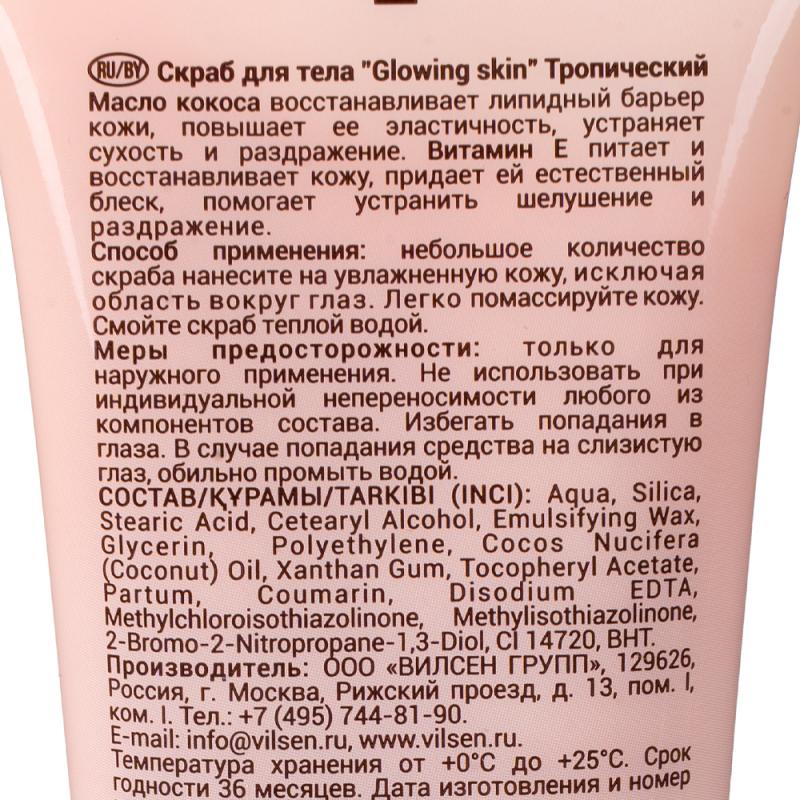 RU/BY Скраб для тела "Glowing skin" Тропический
Масло кокоса восстанавливает липидный барьер
кожи, повышает ее эластичность, устраняет
сухость и раздражение. Витамин Е питает и
восстанавливает кожу, придает ей естественный
блеск, помогает устранить шелушение и
раздражение.
Способ применения: небольшое количество
скраба нанесите на увлажненную кожу, исключая
область вокруг глаз. Легко помассируйте кожу.
Смойте скраб теплой водой.
Меры предосторожности: только для
наружного применения. Не использовать при
индивидуальной непереносимости любого из
компонентов состава. Избегать попадания в
глаза. В случае попадания средства на слизистую
глаз, обильно промыть водой.
СОСТАВ/ҚҰРАМЫ/TARKIBI (INCI): Aqua, Silica,
Stearic Acid, Cetearyl Alcohol, Emulsifying Wax,
Glycerin, Polyethylene, Cocos Nucifera
(Coconut) Oil, Xanthan Gum, Tocopheryl Acetate,
Parfum, Coumarin, Disodium EDTA,
Methylchloroisothiazolinone, Methylisothiazolinone,
2-Bromo-2-Nitropropane-1,3-Diol, CI 14720, BHT.
Производитель: ООО «ВИЛСЕН ГРУПП», 129626,
Россия, г. Москва, Рижский проезд, д. 13, пом. I,
ком. I. Тел.: +7 (495) 744-81-90.
E-mail: info@vilsen.ru, www.vilsen.ru.
Температура хранения от +0°C до +25°C. Срок
годности 36 месяцев. Дата изготовления и номер